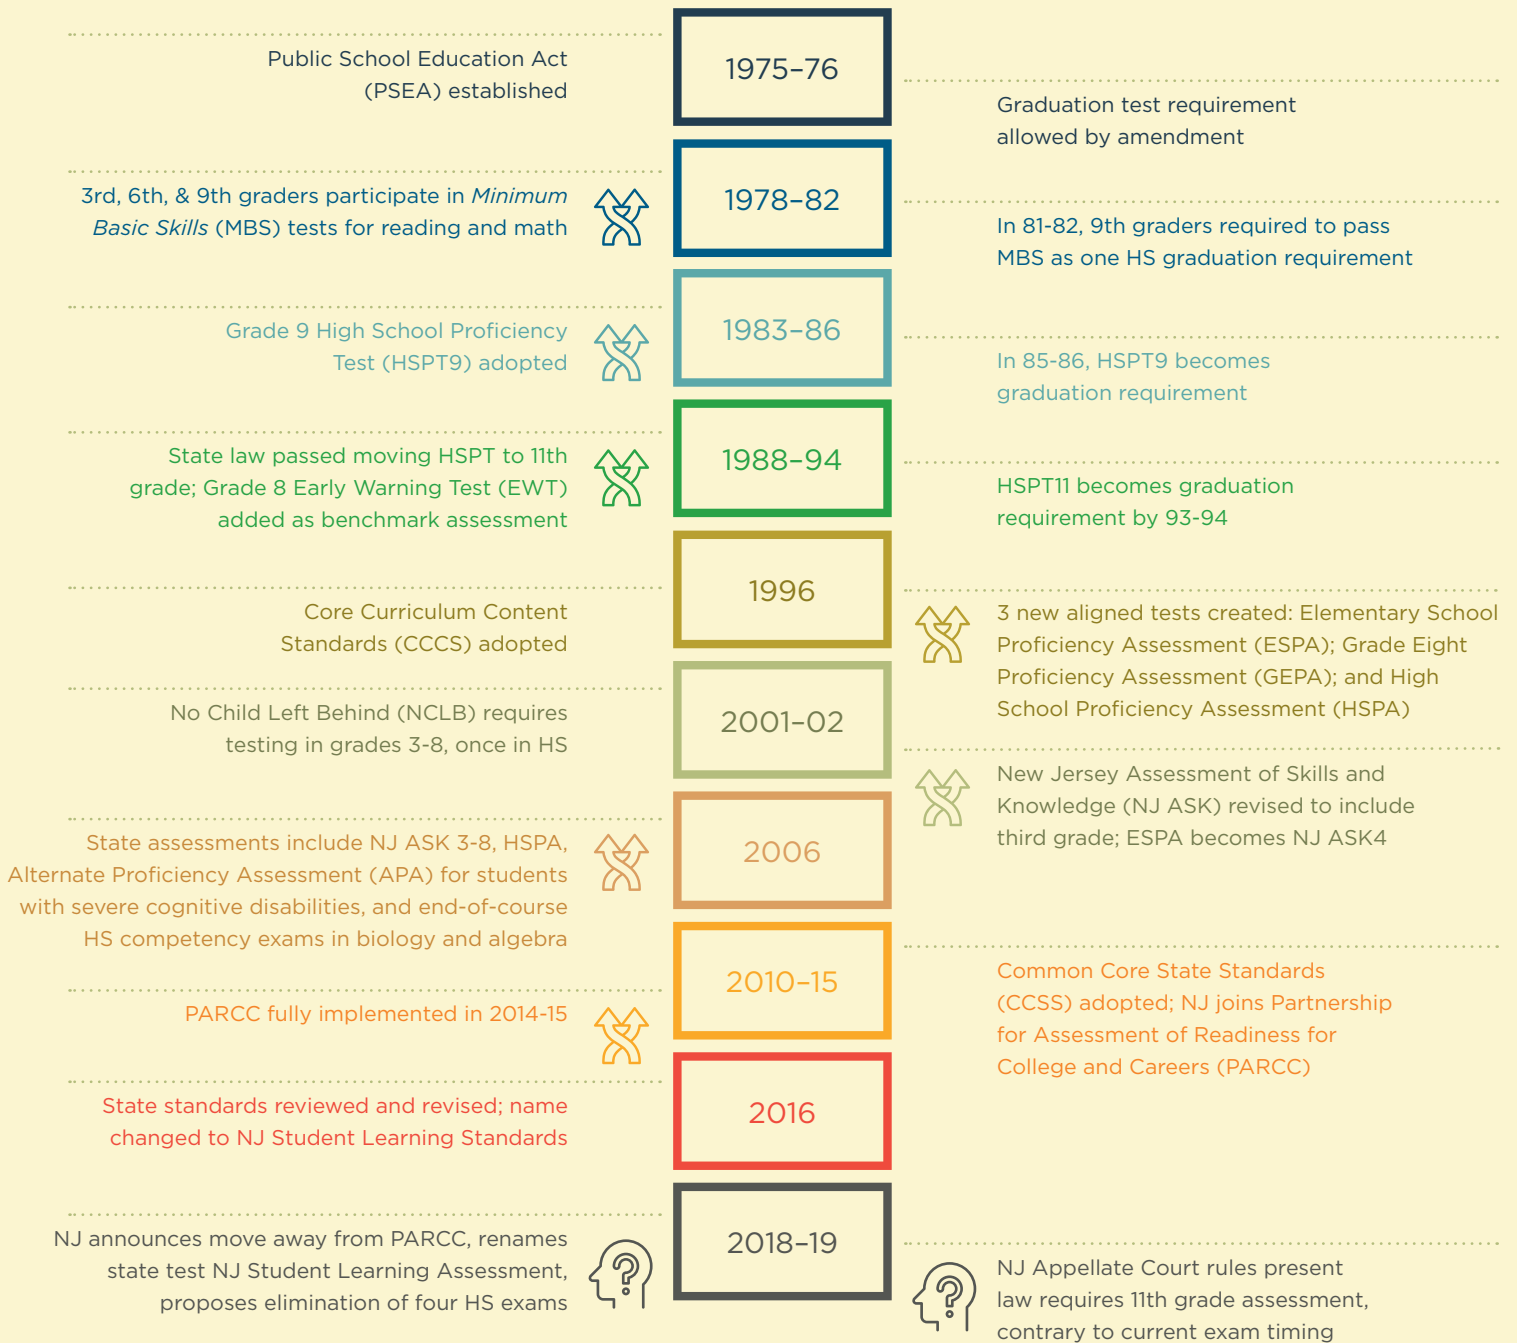 1975–76
Public School Education Act
(PSEA) established
Graduation test requirement
allowed by amendment
1978–82
3rd, 6th, & 9th graders participate in Minimum
Basic Skills (MBS) tests for reading and math
In 81-82, 9th graders required to pass
MBS as one HS graduation requirement
1983–86
Grade 9 High School Proficiency
Test (HSPT9) adopted
In 85-86, HSPT9 becomes
graduation requirement
1988–94
State law passed moving HSPT to 11th
grade; Grade 8 Early Warning Test (EWT)
added as benchmark assessment
HSPT11 becomes graduation
requirement by 93-94
1996
Core Curriculum Content
Standards (CCCS) adopted
3 new aligned tests created: Elementary School
Proficiency Assessment (ESPA); Grade Eight
Proficiency Assessment (GEPA); and High
School Proficiency Assessment (HSPA)
2001–02
No Child Left Behind (NCLB) requires
testing in grades 3-8, once in HS
New Jersey Assessment of Skills and
Knowledge (NJ ASK) revised to include
third grade; ESPA becomes NJ ASK4
2006
State assessments include NJ ASK 3-8, HSPA,
Alternate Proficiency Assessment (APA) for students
with severe cognitive disabilities, and end-of-course
HS competency exams in biology and algebra
2010–15
Common Core State Standards
(CCSS) adopted; NJ joins Partnership
for Assessment of Readiness for
College and Careers (PARCC)
PARCC fully implemented in 2014-15
2016
State standards reviewed and revised; name
changed to NJ Student Learning Standards
2018–19
NJ announces move away from PARCC, renames
state test NJ Student Learning Assessment,
proposes elimination of four HS exams
NJ Appellate Court rules present
law requires 11th grade assessment,
contrary to current exam timing